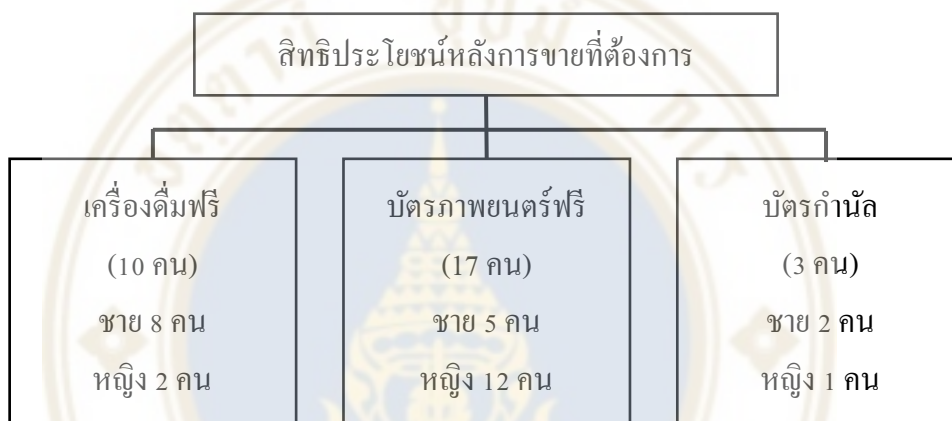 สิทธิประโยชน์หลังการขายที่ต้องการ
เครื่องดื่มฟรี
(10 คน)
ชาย 8 คน
หญิง 2 คน
บัตรภาพยนตร์ฟรี
(17 คน)
ชาย 5 คน
หญิง 12 คน
บัตรกำนัล
(3 คน)
ชาย 2 คน
หญิง 1 คน